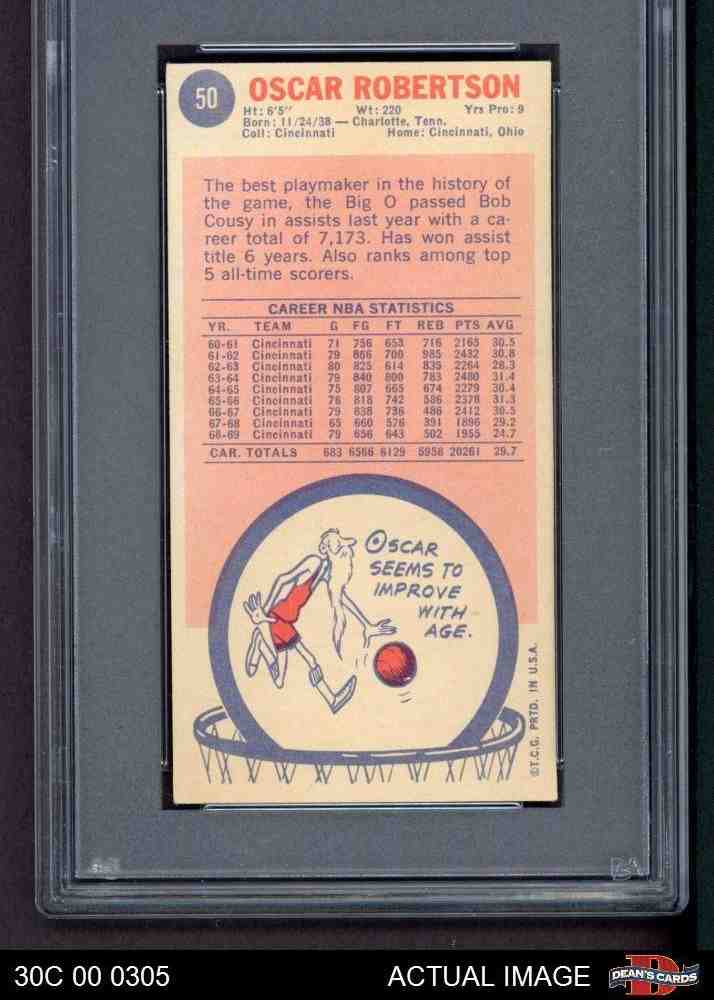 50
OSCAR ROBERTSON
Ht: 6'5" Wt: 220 Yrs Pro: 9
Born: 11/24/38 — Charlotte, Tenn.
Coll: Cincinnati Home: Cincinnati, Ohio
The best playmaker in the history of
the game, the Big O passed Bob
Cousy in assists last year with a ca-
reer total of 7,173. Has won assist
title 6 years. Also ranks among top
5 all-time scorers.
CAREER NBA STATISTICS
YR. TEAM G FG FT REB PTS AVG
60-61 Cincinnati 71 756 653 716 2165 30.5
61-62 Cincinnati 79 866 700 985 2432 30.8
62-63 Cincinnati 80 825 614 835 2264 28.3
63-64 Cincinnati 79 840 800 783 2480 31.4
64-65 Cincinnati 75 807 665 674 2279 30.4
65-66 Cincinnati 76 818 742 586 2378 31.3
66-67 Cincinnati 79 838 736 486 2412 30.5
67-68 Cincinnati 65 660 576 391 1896 29.2
68-69 Cincinnati 79 656 643 502 1955 24.7
CAR. TOTALS 683 6566 6129 5958 20261 29.7
OSCAR
SEEMS TO
IMPROVE
WITH
AGE.
©T.C.G. PRTD. IN U.S.A.
30C 00 0305 ACTUAL IMAGE
DEAN'S CARDS